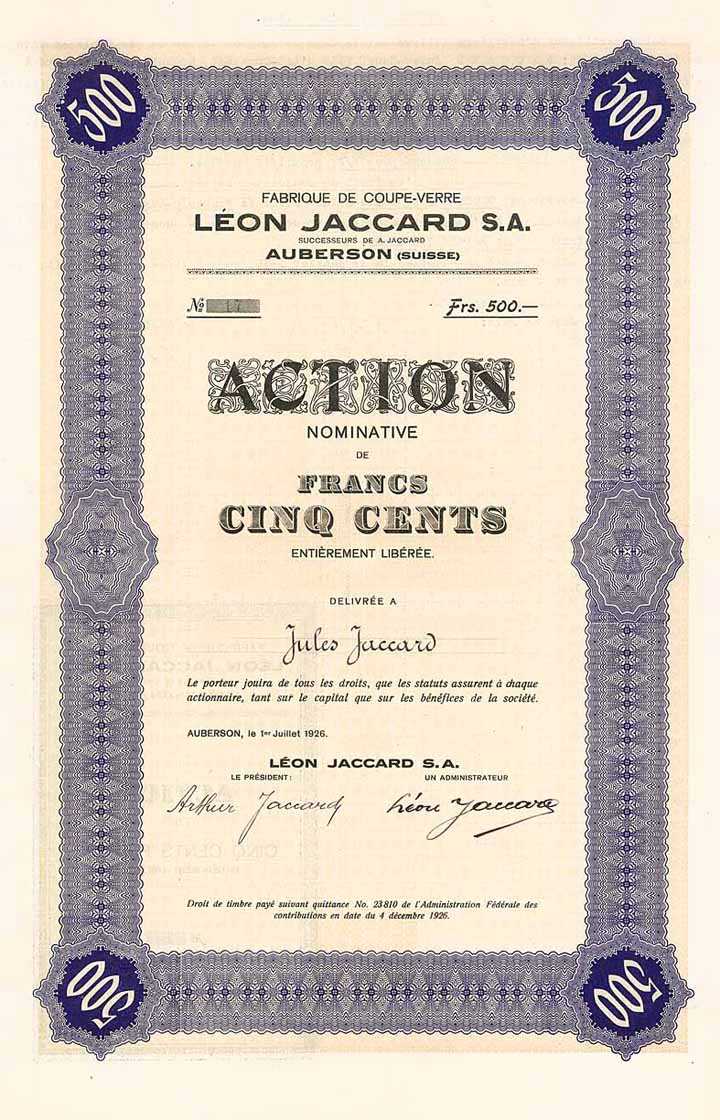 500 500
FABRIQUE DE COUPE-VERRE
LÉON JACCARD S.A.
SUCCESSEURS DE A. JACCARD
AUBERSON (SUISSE)
No 17 Frs. 500.—
ACTION
NOMINATIVE
DE
FRANCS
CINQ CENTS
ENTIÈREMENT LIBÉRÉE.
DELIVRÉE A
Jules Jaccard
Le porteur jouira de tous les droits, que les statuts assurent à chaque
actionnaire, tant sur le capital que sur les bénéfices de la société.
AUBERSON, le 1er Juillet 1926.
LÉON JACCARD S.A.
LE PRÉSIDENT: UN ADMINISTRATEUR
Arthur Jaccard Léon Jaccard
Droit de timbre payé suivant quittance No. 23810 de l'Administration Fédérale des
contributions en date du 4 décembre 1926.
500 500